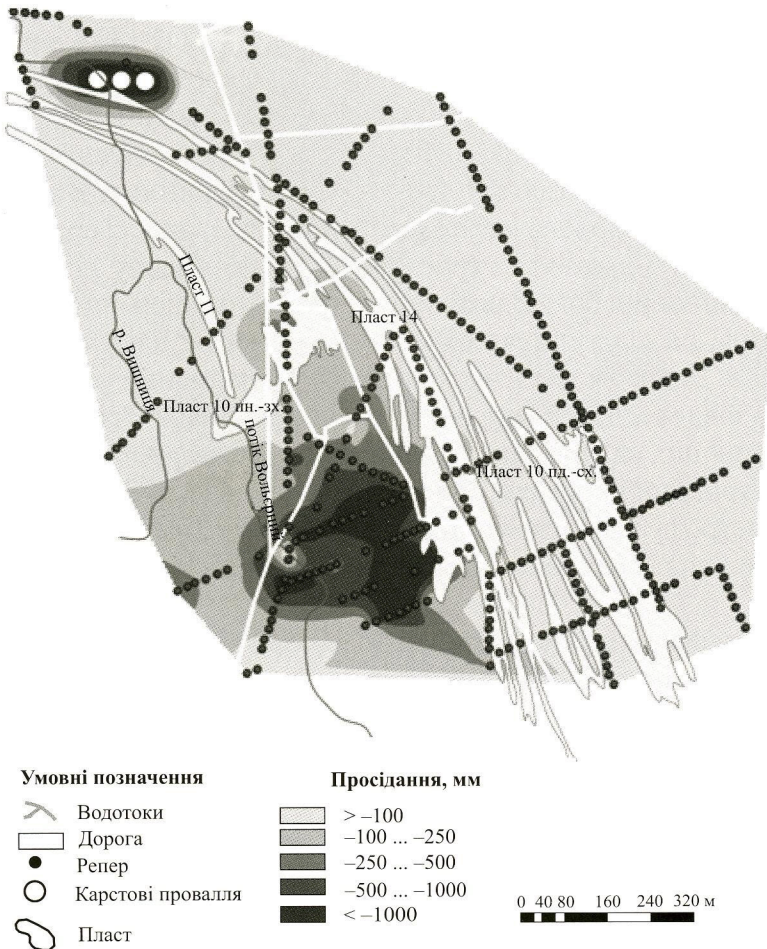 Пласт 11
Пласт 14
р. Вишниця
Пласт 10 пн.-зх.
потік Вольєрний
Пласт 10 пд.-сх.
Умовні позначення
Водотоки
Дорога
Репер
Карстові провалля
Пласт
Просідання, мм
> –100
–100 ... –250
–250 ... –500
–500 ... –1000
< –1000
0 40 80 160 240 320 м